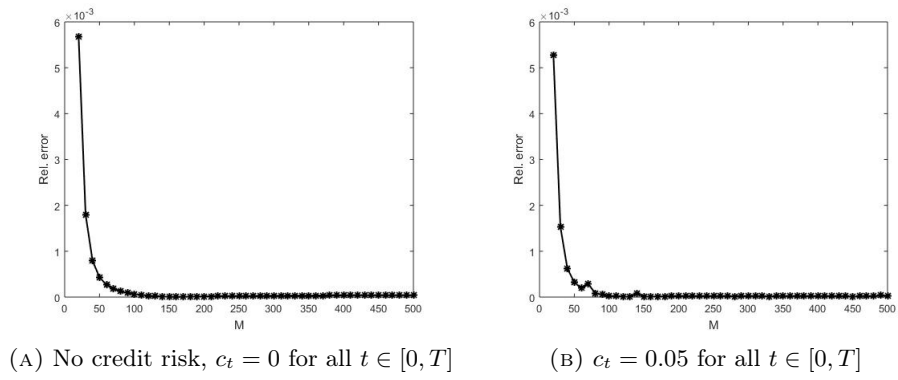 ×10⁻³
6
5
4
3
2
1
0
Rel. error
0 50 100 150 200 250 300 350 400 450 500
M
(A) No credit risk, cₜ = 0 for all t ∈ [0, T]
×10⁻³
6
5
4
3
2
1
0
Rel. error
0 50 100 150 200 250 300 350 400 450 500
M
(B) cₜ = 0.05 for all t ∈ [0, T]